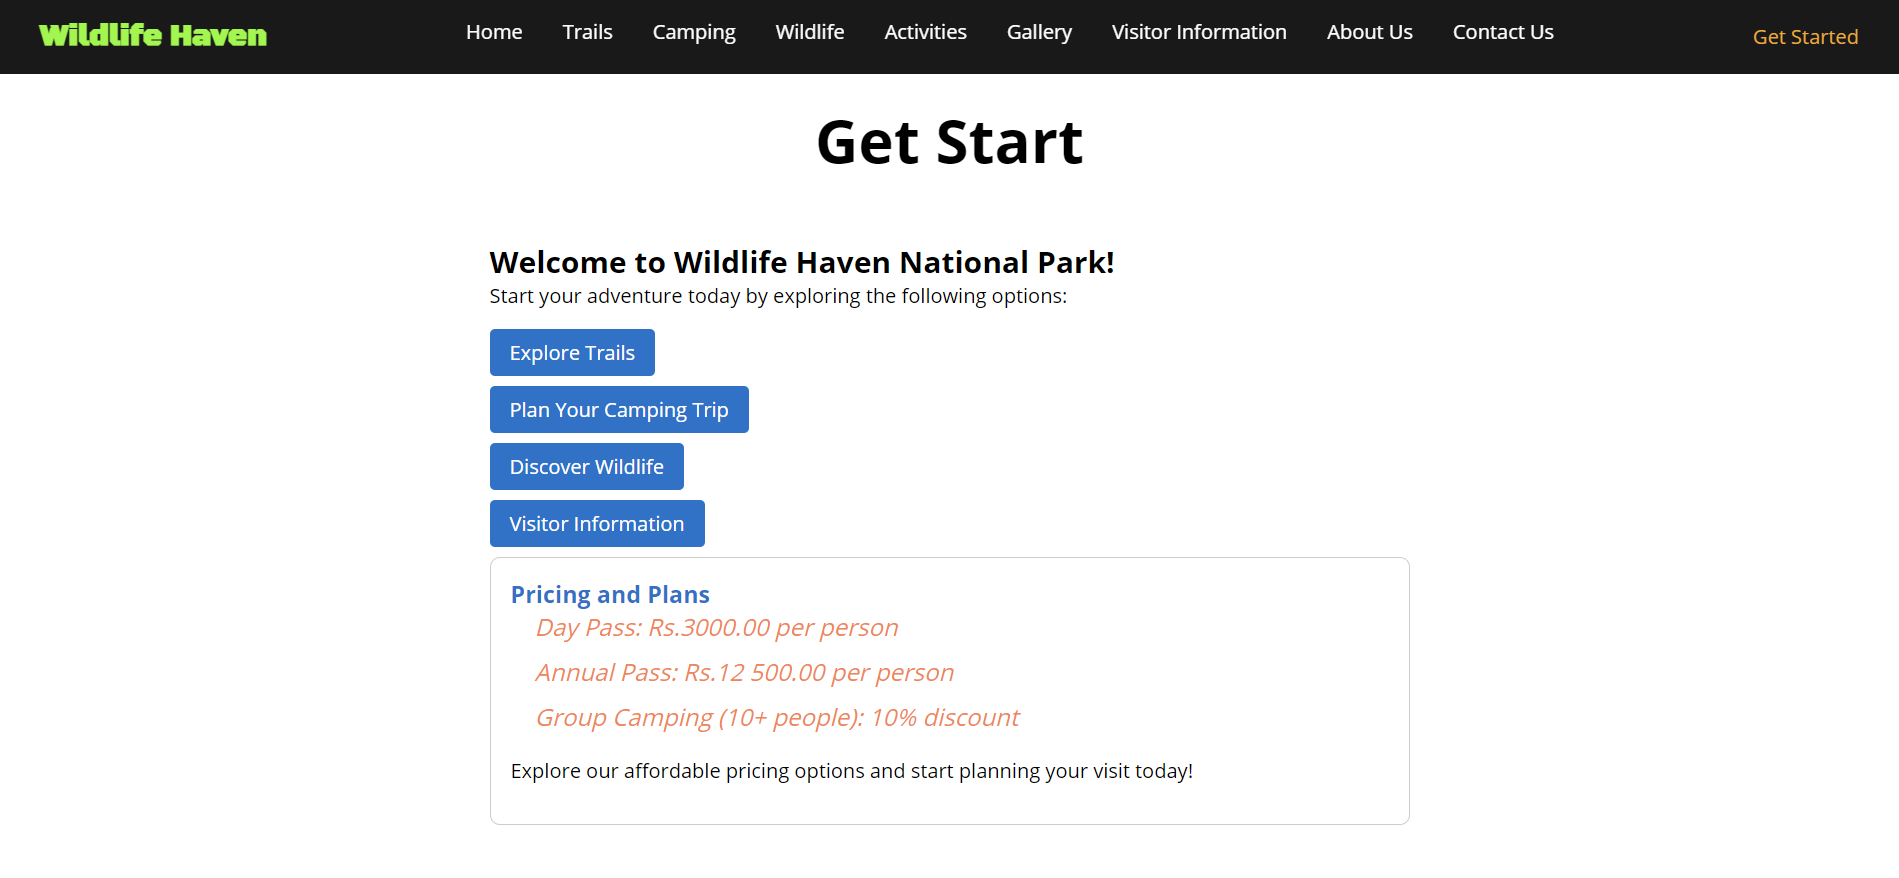 Wildlife Haven
Home Trails Camping Wildlife Activities Gallery Visitor Information About Us Contact Us
Get Started
Get Start
Welcome to Wildlife Haven National Park!
Start your adventure today by exploring the following options:
Explore Trails
Plan Your Camping Trip
Discover Wildlife
Visitor Information
Pricing and Plans
Day Pass: Rs.3000.00 per person
Annual Pass: Rs.12 500.00 per person
Group Camping (10+ people): 10% discount
Explore our affordable pricing options and start planning your visit today!